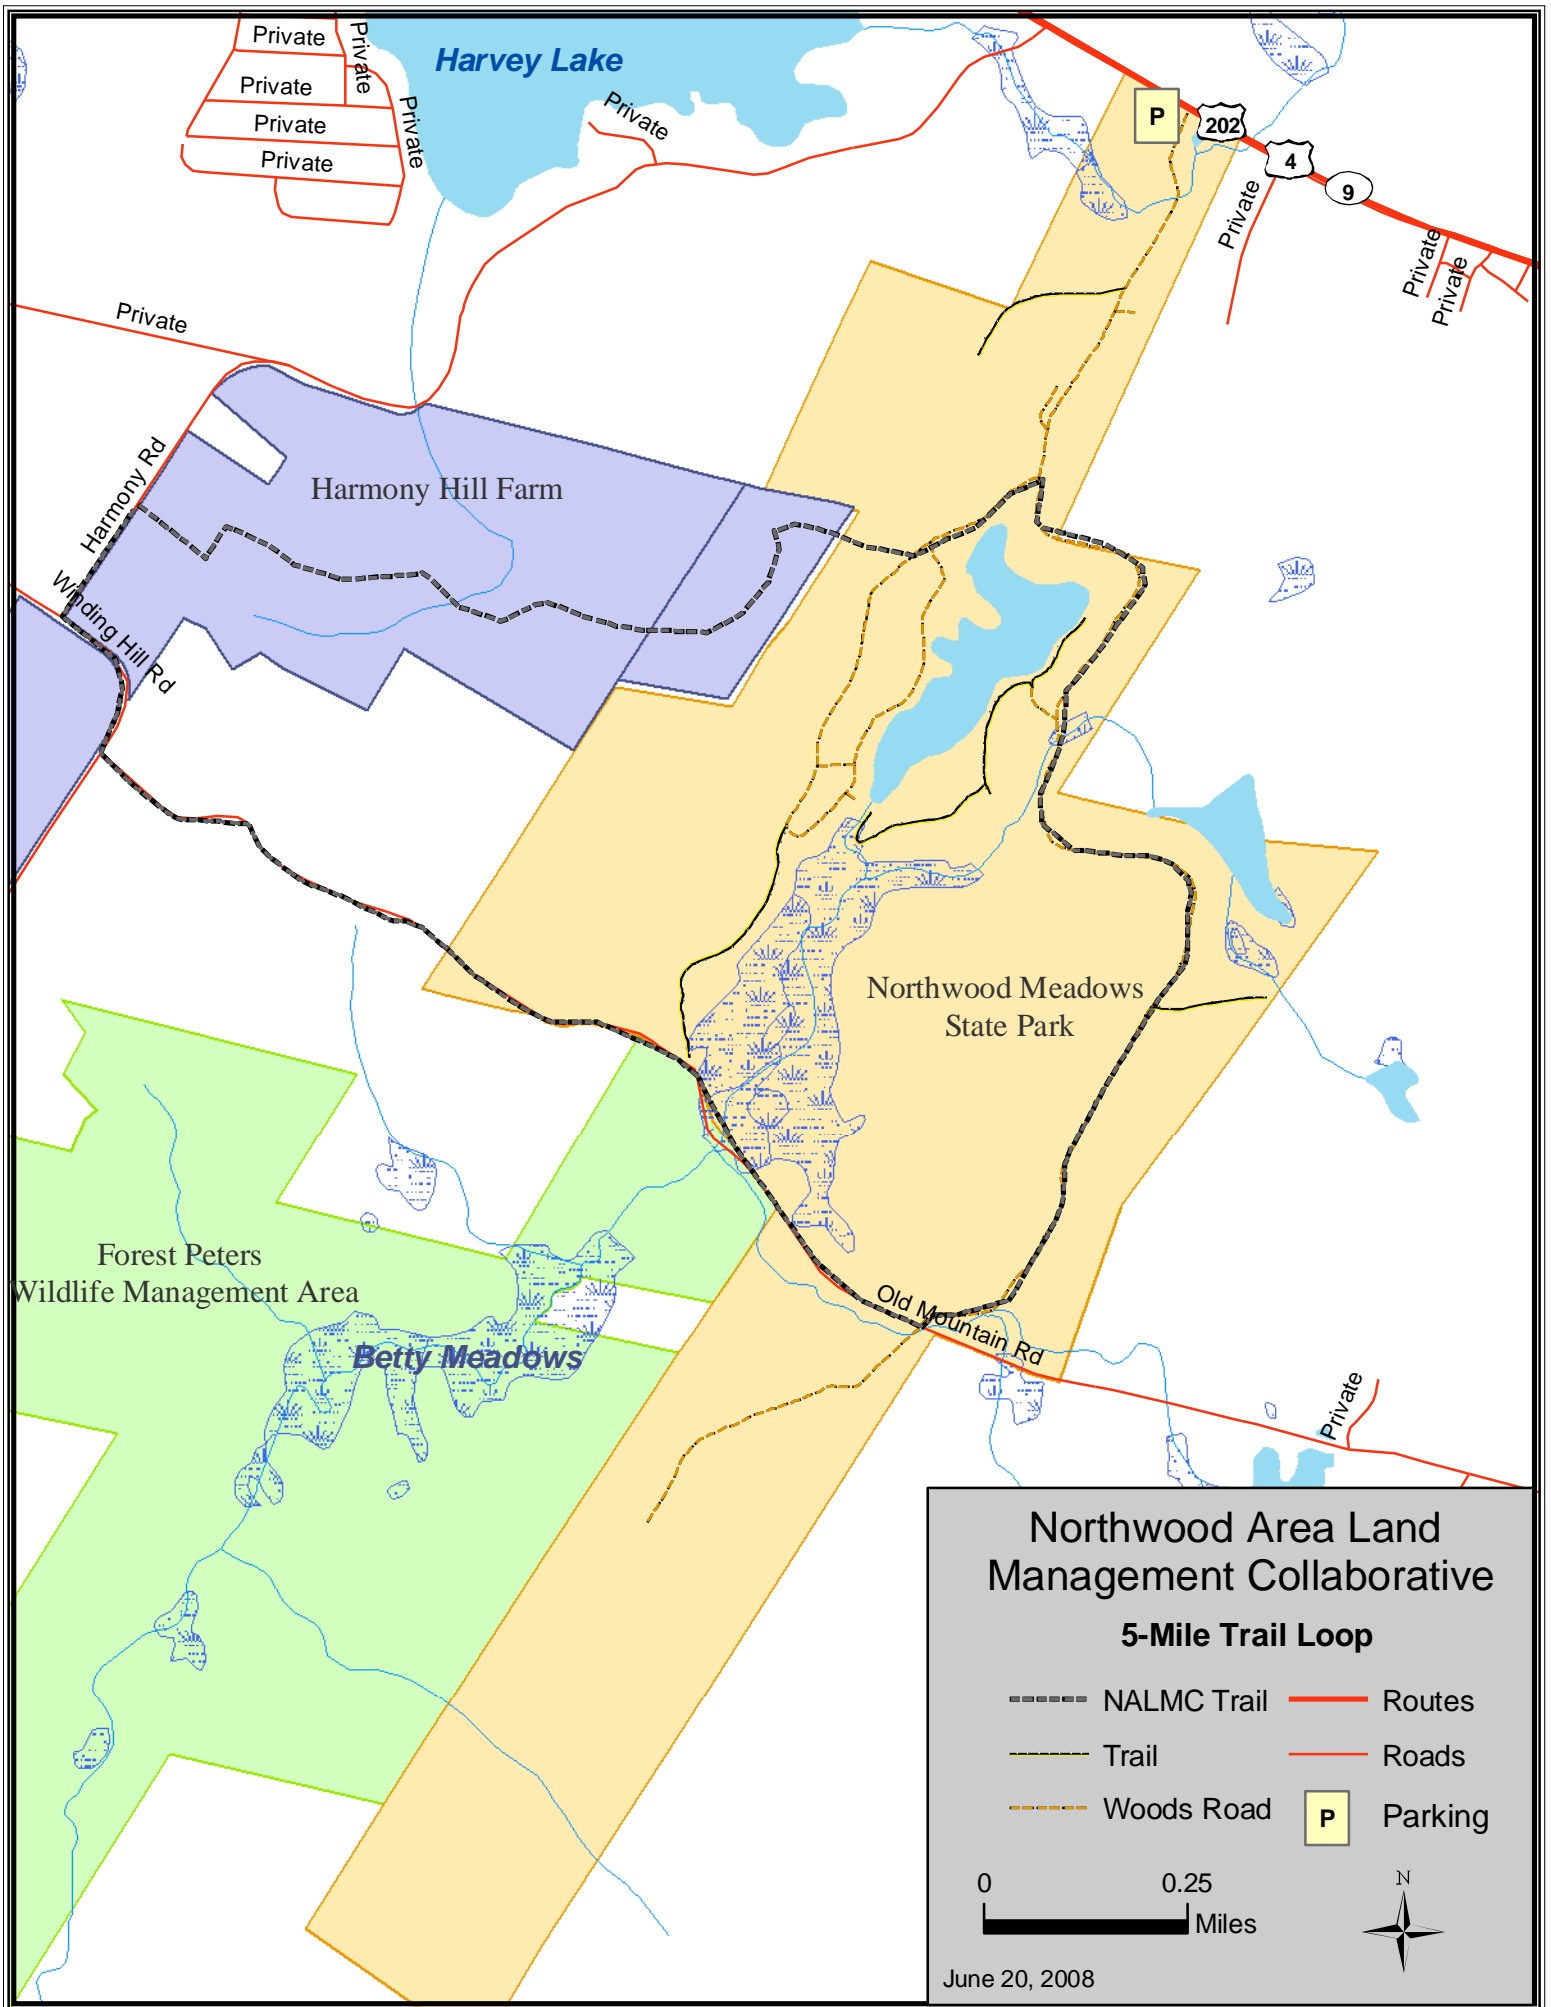 Harvey Lake
Private
Private
Private
Private
Private
Private
Private
P
202
4
9
Private
Private
Private
Private
Harmony Rd
Harmony Hill Farm
Winding Hill Rd
Northwood Meadows
State Park
Forest Peters
Wildlife Management Area
Betty Meadows
Old Mountain Rd
Private
Northwood Area Land
Management Collaborative
5-Mile Trail Loop
NALMC Trail
Routes
Trail
Roads
Woods Road
P
Parking
0
0.25
Miles
N
June 20, 2008